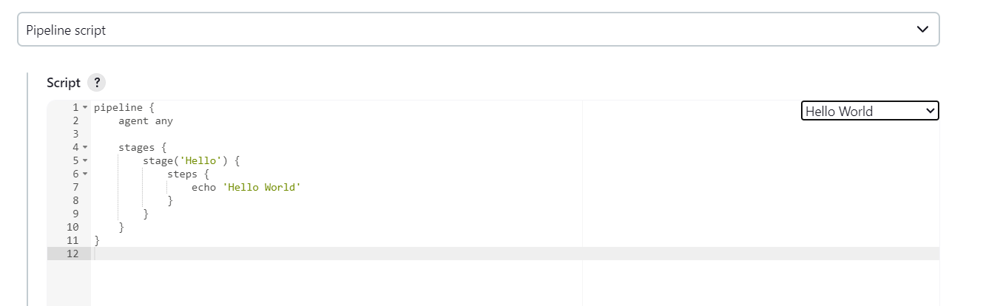 Pipeline script
Script ?
Hello World
1 pipeline {
2     agent any
3
4     stages {
5         stage('Hello') {
6             steps {
7                 echo 'Hello World'
8             }
9         }
10     }
11 }
12